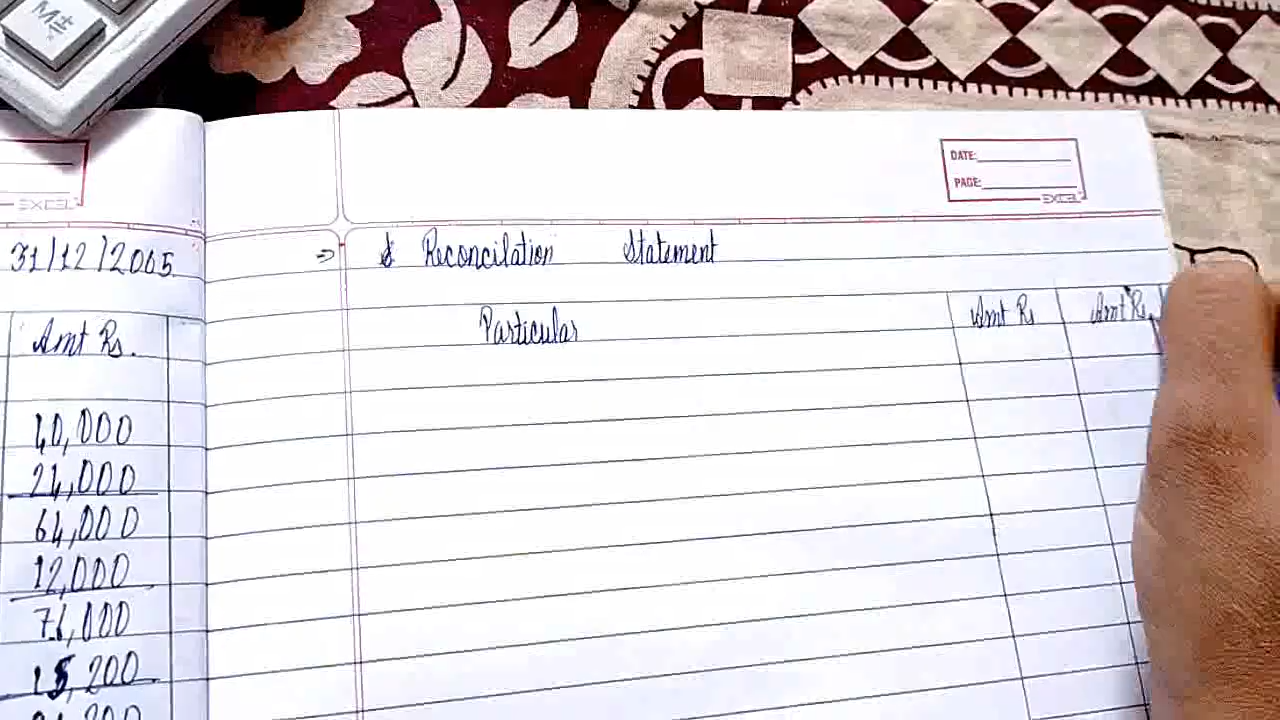 M±
EXCEL
31/12/2005
Amt Rs.
40,000
24,000
64,000
12,000
76,000
15,200
DATE:
PAGE:
EXCEL
⇒ Reconcilation Statement
Particular Amt Rs Amt Rs.